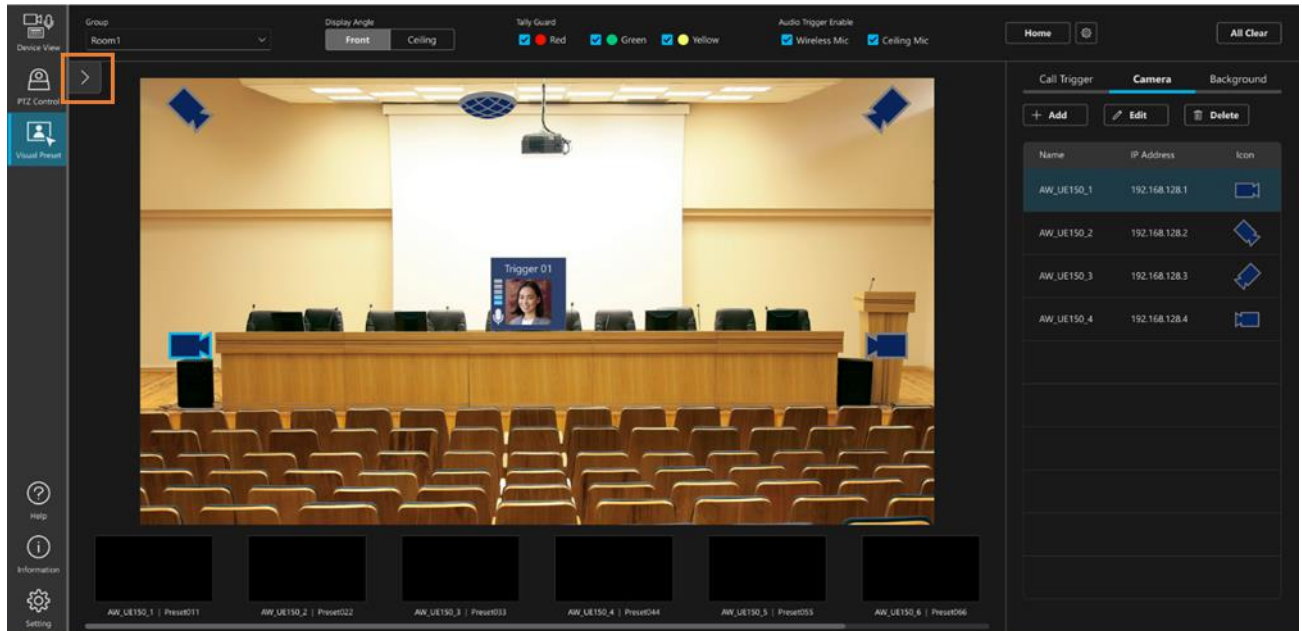 Device View
PTZ Control
Visual Preset
Help
Information
Setting
Group
Room1
Display Angle
Front Ceiling
Tally Guard
Red Green Yellow
Audio Trigger Enable
Wireless Mic Ceiling Mic
Home
All Clear
Trigger 01
AW_UE150_1 | Preset011
AW_UE150_2 | Preset022
AW_UE150_3 | Preset033
AW_UE150_4 | Preset044
AW_UE150_5 | Preset055
AW_UE150_6 | Preset066
Call Trigger Camera Background
+ Add Edit Delete
Name IP Address Icon
AW_UE150_1 192.168.128.1
AW_UE150_2 192.168.128.2
AW_UE150_3 192.168.128.3
AW_UE150_4 192.168.128.4